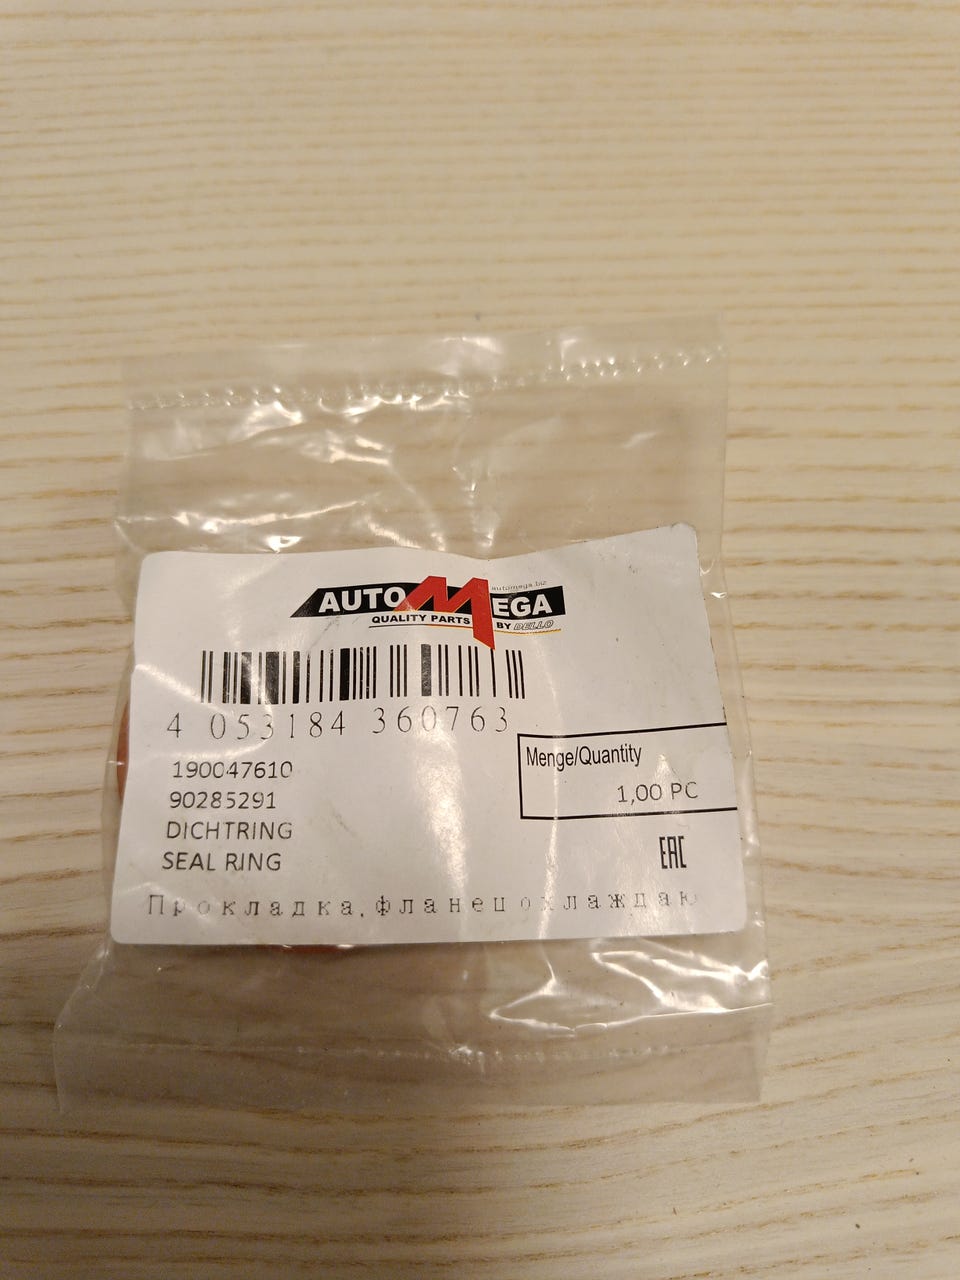 automega.biz
AUTOMEGA
QUALITY PARTS BY DELLO
4 053184 360763
190047610
90285291
DICHTRING
SEAL RING
Menge/Quantity
1,00 PC
EAC
Прокладка,фланец охлаждаю